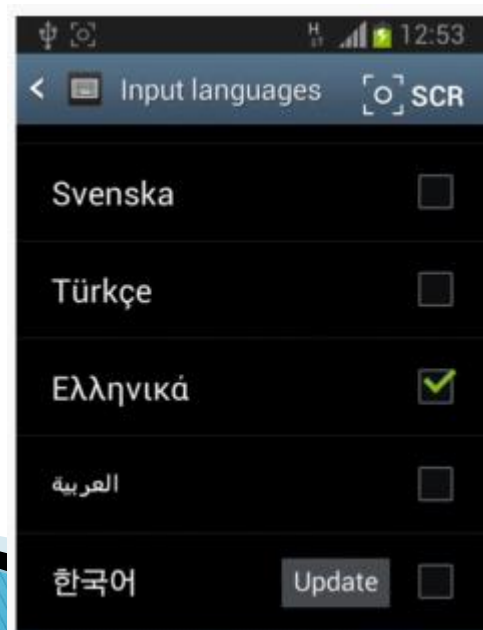 12:53
Input languages SCR
Svenska
Türkçe
Ελληνικά
العربية
한국어 Update